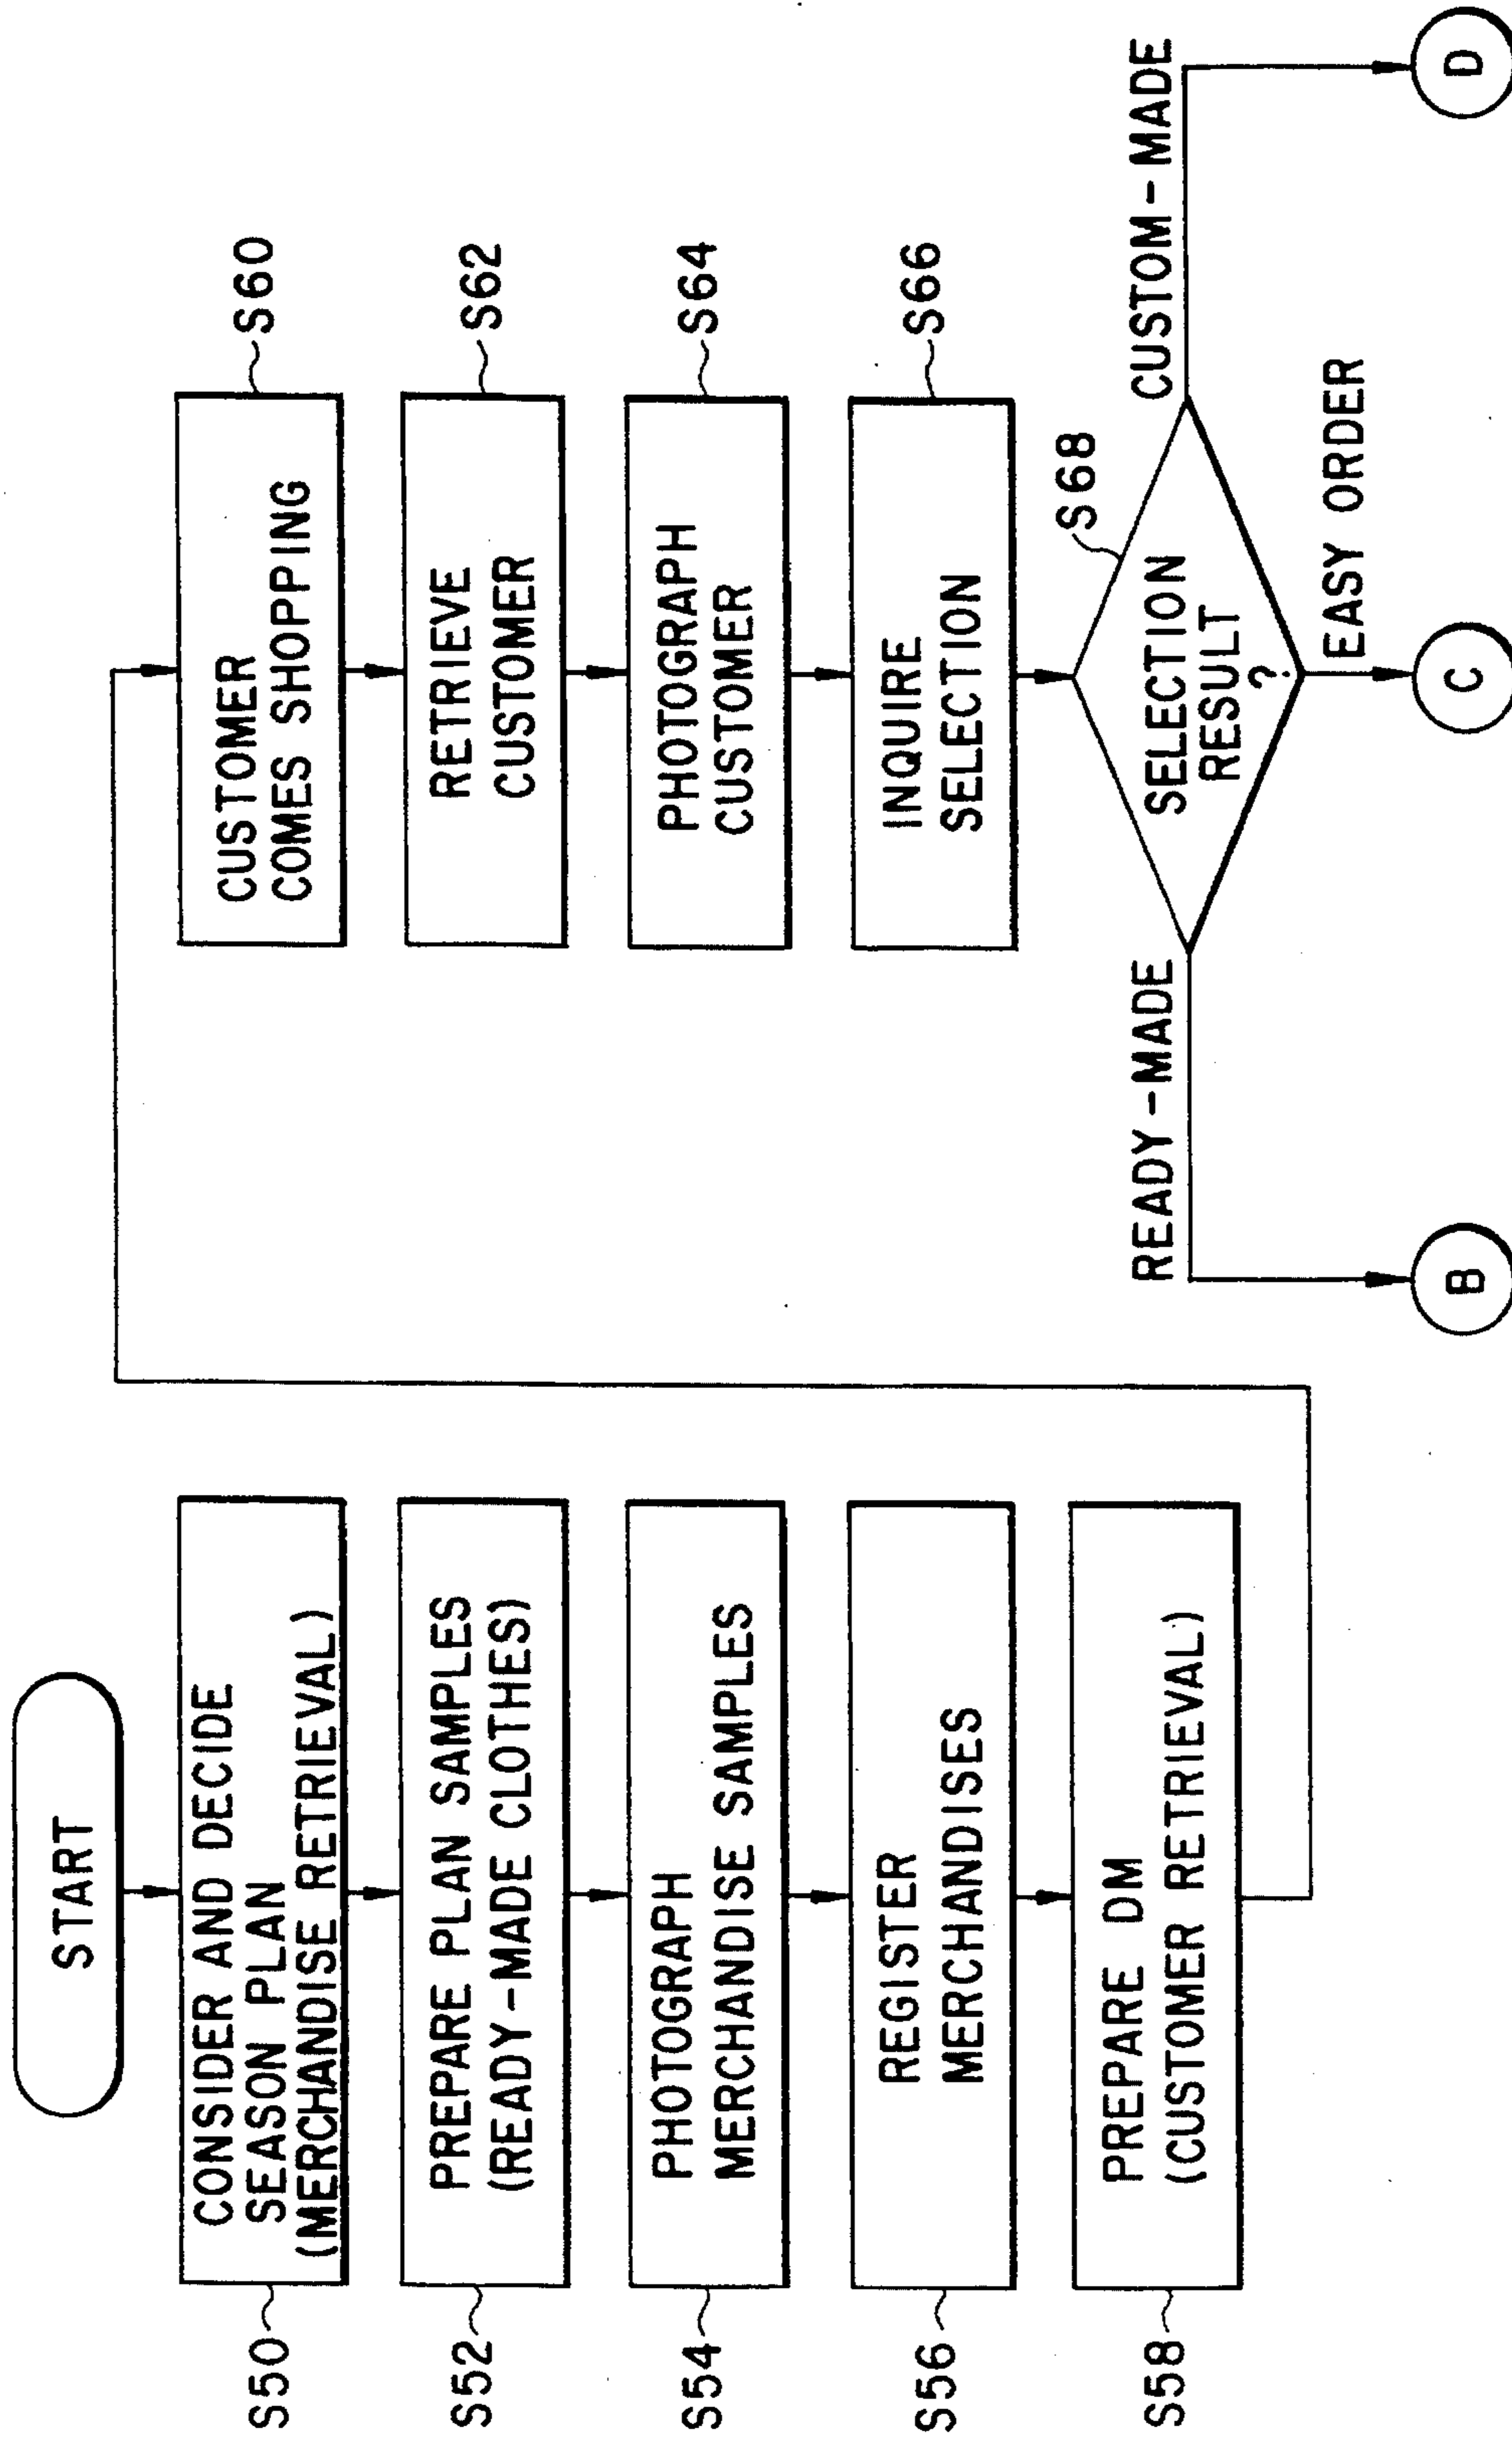 START
S50
CONSIDER AND DECIDE
SEASON PLAN
(MERCHANDISE RETRIEVAL)
S52
PREPARE PLAN SAMPLES
(READY-MADE CLOTHES)
S54
PHOTOGRAPH
MERCHANDISE SAMPLES
S56
REGISTER
MERCHANDISES
S58
PREPARE DM
(CUSTOMER RETRIEVAL)
CUSTOMER
COMES SHOPPING
S60
RETRIEVE
CUSTOMER
S62
PHOTOGRAPH
CUSTOMER
S64
INQUIRE
SELECTION
S66
S68
SELECTION
RESULT
?
READY-MADE
CUSTOM-MADE
EASY ORDER
B
C
D